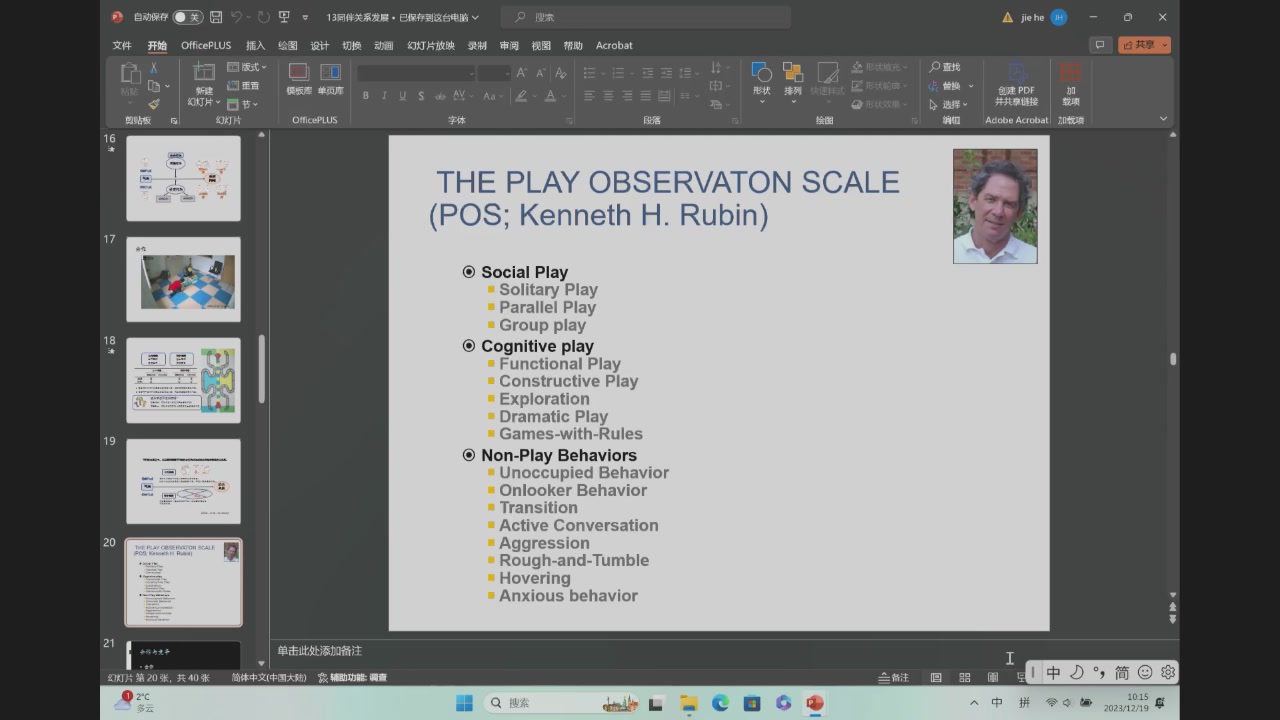 自动保存 关
13同伴关系发展 • 已保存到这台电脑
搜索
jie he
JH
文件 开始 OfficePLUS 插入 绘图 设计 切换 动画 幻灯片放映 录制 审阅 视图 帮助 Acrobat
共享
粘贴
新建
幻灯片
版式
重置
节
模板库 单页库
形状 排列 快速样式
形状填充
形状轮廓
形状效果
查找
替换
选择
创建 PDF
并共享链接
加
载项
剪贴板 幻灯片 OfficePLUS 字体 段落 绘图 编辑 Adobe Acrobat 加载项
16
17
合作
18
19
20
21
合作与竞争
THE PLAY OBSERVATON SCALE
(POS; Kenneth H. Rubin)
Social Play
Solitary Play
Parallel Play
Group play
Cognitive play
Functional Play
Constructive Play
Exploration
Dramatic Play
Games-with-Rules
Non-Play Behaviors
Unoccupied Behavior
Onlooker Behavior
Transition
Active Conversation
Aggression
Rough-and-Tumble
Hovering
Anxious behavior
单击此处添加备注
幻灯片 第 20 张，共 40 张 简体中文(中国大陆) 辅助功能: 调查
备注
中 简
1
2°C
多云
搜索
中 拼
10:15
2023/12/19